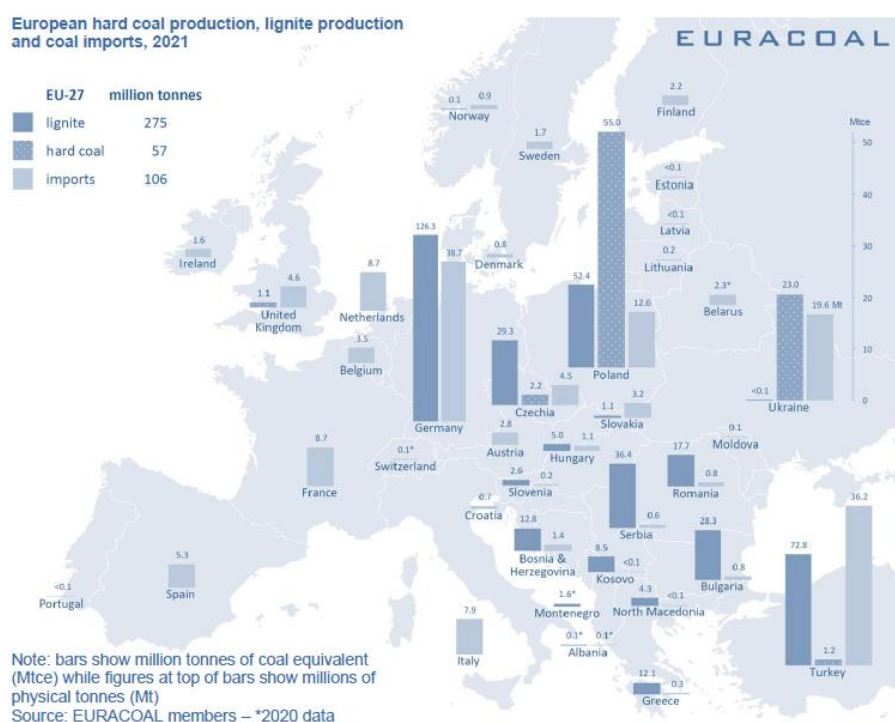 European hard coal production, lignite production
and coal imports, 2021
EURACOAL
EU-27 million tonnes
lignite 275
hard coal 57
imports 106
Mtce
50
40
30
20
10
0
0.1 0.9
Norway
1.7
Sweden
2.2
Finland
<0.1
Estonia
<0.1
Latvia
0.2
Lithuania
1.6
Ireland
1.1 4.6
United
Kingdom
8.7
Netherlands
3.5
Belgium
126.3 38.7
Germany
0.8
Denmark
52.4 55.0 12.6
Poland
2.3*
Belarus
<0.1 23.0 19.6 Mt
Ukraine
29.3 2.2 4.5
Czechia
1.1 3.2
Slovakia
2.8
Austria
5.0 1.1
Hungary
0.1
Moldova
8.7
France
0.1*
Switzerland
2.6 0.2
Slovenia
0.7
Croatia
36.4 0.6
Serbia
17.7 0.8
Romania
12.8 1.4
Bosnia &
Herzegovina
8.5 <0.1
Kosovo
28.3 0.8
Bulgaria
72.8 1.2 36.2
Turkey
<0.1
Portugal
5.3
Spain
7.9
Italy
1.6*
Montenegro
4.3 <0.1
North Macedonia
0.1* 0.1*
Albania
12.1 0.3
Greece
Note: bars show million tonnes of coal equivalent
(Mtce) while figures at top of bars show millions of
physical tonnes (Mt)
Source: EURACOAL members – *2020 data